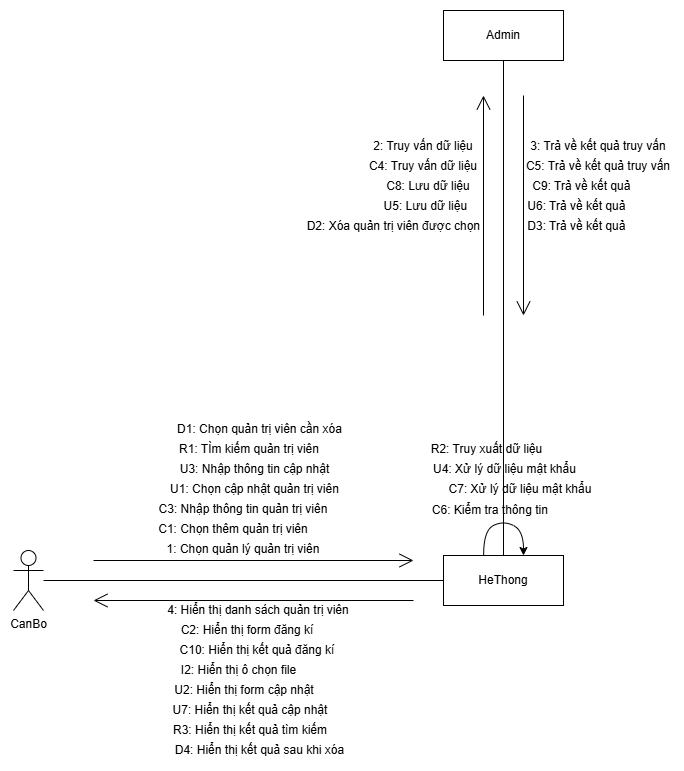 Admin
2: Truy vấn dữ liệu
C4: Truy vấn dữ liệu
C8: Lưu dữ liệu
U5: Lưu dữ liệu
D2: Xóa quản trị viên được chọn
3: Trả về kết quả truy vấn
C5: Trả về kết quả truy vấn
C9: Trả về kết quả
U6: Trả về kết quả
D3: Trả về kết quả
D1: Chọn quản trị viên cần xóa
R1: TÌm kiếm quản trị viên
U3: Nhập thông tin cập nhật
U1: Chọn cập nhật quản trị viên
C3: Nhập thông tin quản trị viên
C1: Chọn thêm quản trị viên
1: Chọn quản lý quản trị viên
R2: Truy xuất dữ liệu
U4: Xử lý dữ liệu mật khẩu
C7: Xử lý dữ liệu mật khẩu
C6: Kiểm tra thông tin
CanBo
HeThong
4: Hiển thị danh sách quản trị viên
C2: Hiển thị form đăng kí
C10: Hiển thị kết quả đăng kí
I2: Hiển thị ô chọn file
U2: Hiển thị form cập nhật
U7: Hiển thị kết quả cập nhật
R3: Hiển thị kết quả tìm kiếm
D4: Hiển thị kết quả sau khi xóa